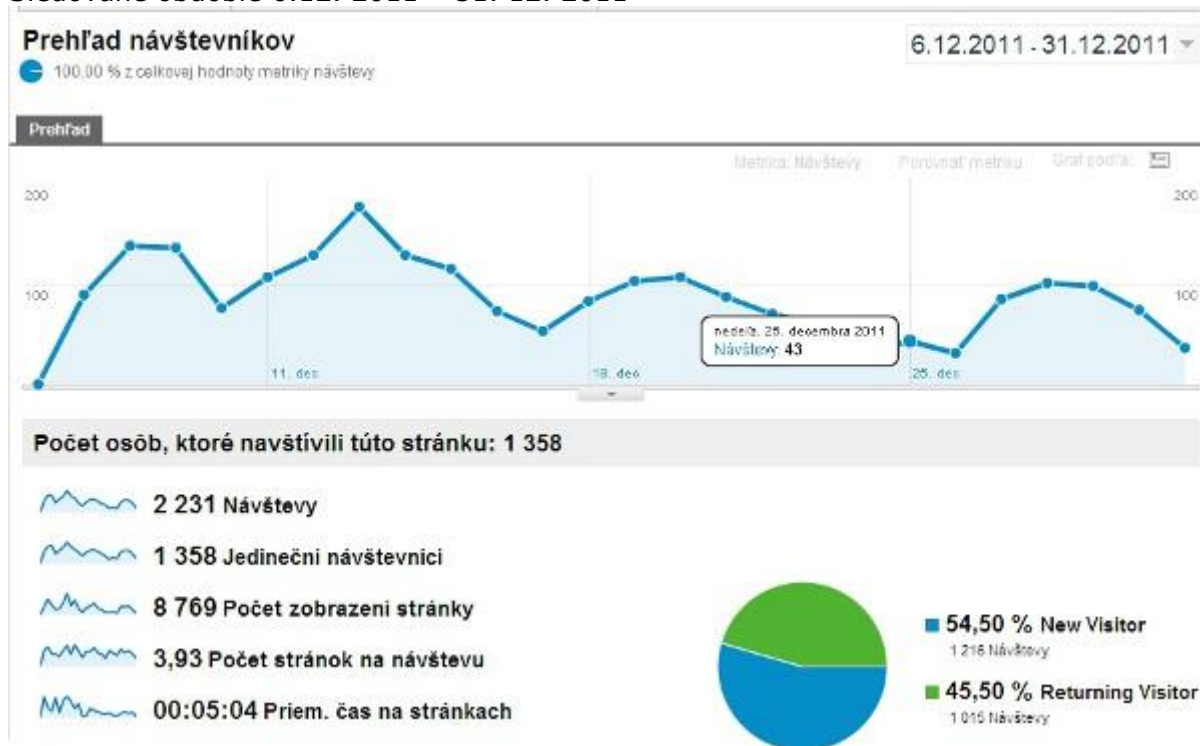 Prehľad návštevníkov
6.12.2011 - 31.12.2011
100.00 % z celkovej hodnoty metriky návštevy
Prehľad
Metrika: Návštevy Porovnať metriku Graf podľa:
200 200
100 100
nedeľa, 25. decembra 2011
Návštevy: 43
11. dec 18. dec 25. dec
Počet osôb, ktoré navštívili túto stránku: 1 358
2 231 Návštevy
1 358 Jedineční návštevníci
8 769 Počet zobrazení stránky
3,93 Počet stránok na návštevu
00:05:04 Priem. čas na stránkach
54,50 % New Visitor
1 216 Návštevy
45,50 % Returning Visitor
1 015 Návštevy